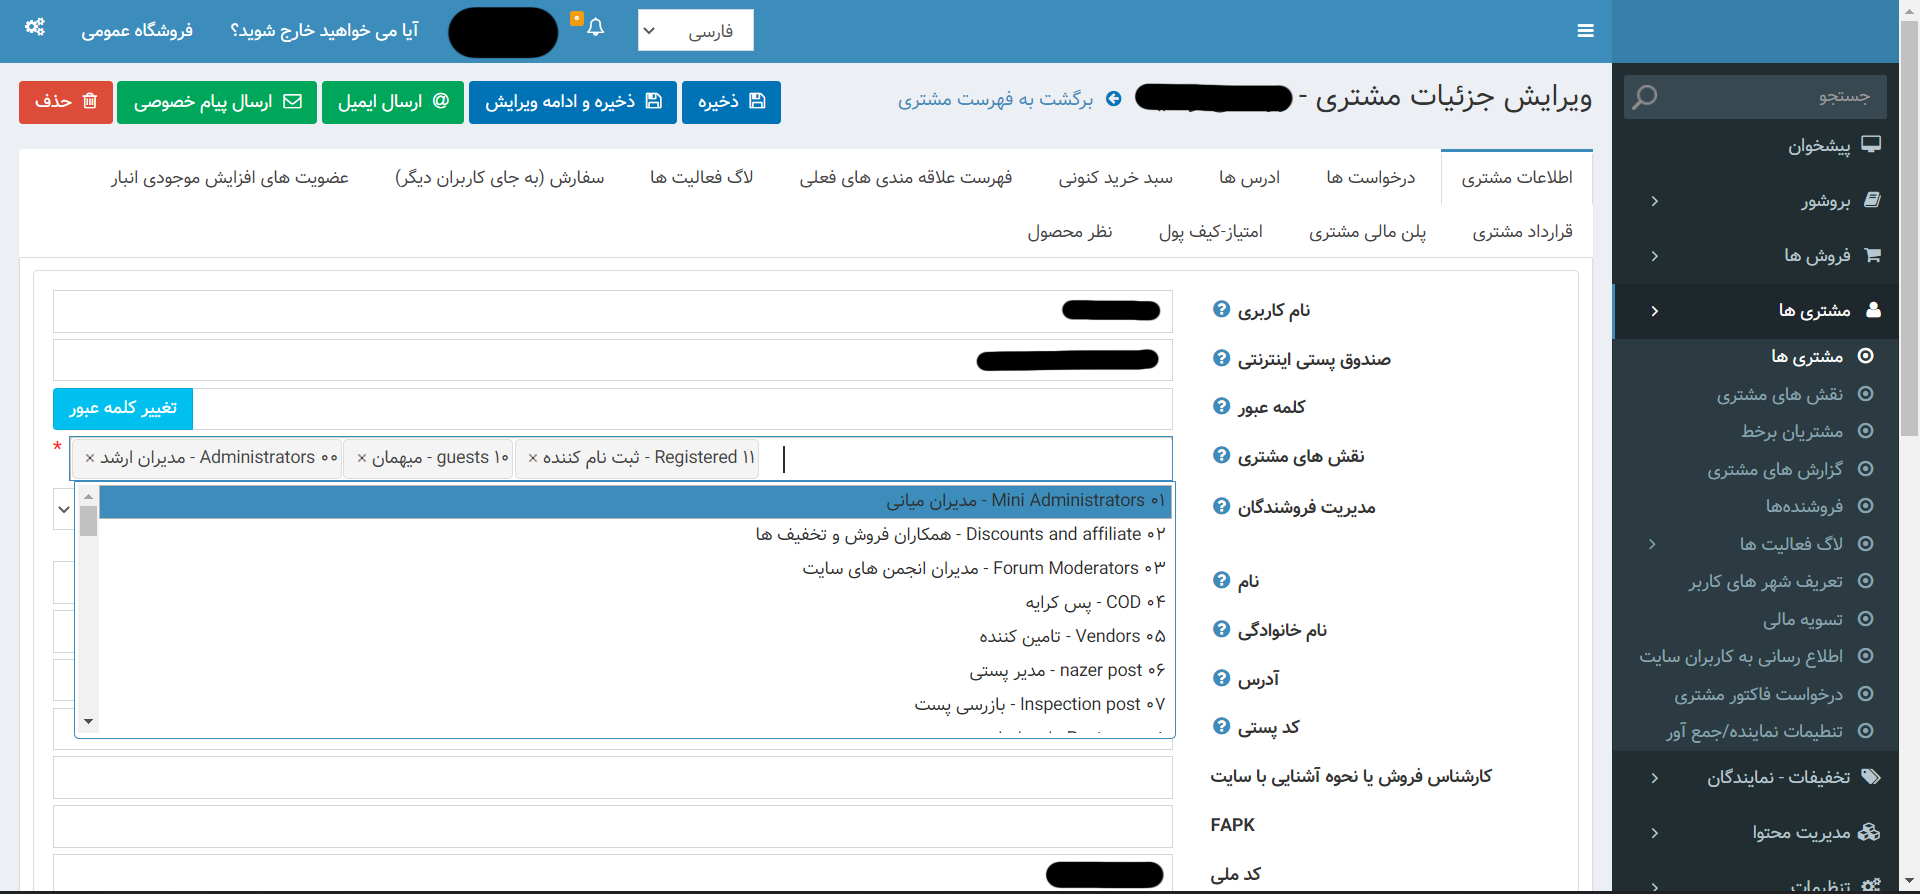 فارسی
آیا می خواهید خارج شوید؟
فروشگاه عمومی
جستجو
پیشخوان
بروشور
فروش ها
مشتری ها
مشتری ها
نقش های مشتری
مشتریان برخط
گزارش های مشتری
فروشنده‌ها
لاگ فعالیت ها
تعریف شهر های کاربر
تسویه مالی
اطلاع رسانی به کاربران سایت
درخواست فاکتور مشتری
تنظیمات نماینده/جمع آور
تخفیفات - نمایندگان
مدیریت محتوا
تنظیمات
ویرایش جزئیات مشتری -
برگشت به فهرست مشتری
ذخیره
ذخیره و ادامه ویرایش
ارسال ایمیل
ارسال پیام خصوصی
حذف
اطلاعات مشتری
درخواست ها
ادرس ها
سبد خرید کنونی
فهرست علاقه مندی های فعلی
لاگ فعالیت ها
سفارش (به جای کاربران دیگر)
عضویت های افزایش موجودی انبار
قرارداد مشتری
پلن مالی مشتری
امتیاز-کیف پول
نظر محصول
نام کاربری
صندوق پستی اینترنتی
کلمه عبور
تغییر کلمه عبور
نقش های مشتری
۱۱ Registered - ثبت نام کننده ×
۱۰ guests - میهمان ×
۰۰ Administrators - مدیران ارشد ×
*
۰۱ Mini Administrators - مدیران میانی
۰۲ Discounts and affiliate - همکاران فروش و تخفیف ها
۰۳ Forum Moderators - مدیران انجمن های سایت
۰۴ COD - پس کرایه
۰۵ Vendors - تامین کننده
۰۶ nazer post - مدیر پستی
۰۷ Inspection post - بازرسی پست
مدیریت فروشندگان
نام
نام خانوادگی
آدرس
کد پستی
کارشناس فروش یا نحوه آشنایی با سایت
FAPK
کد ملی